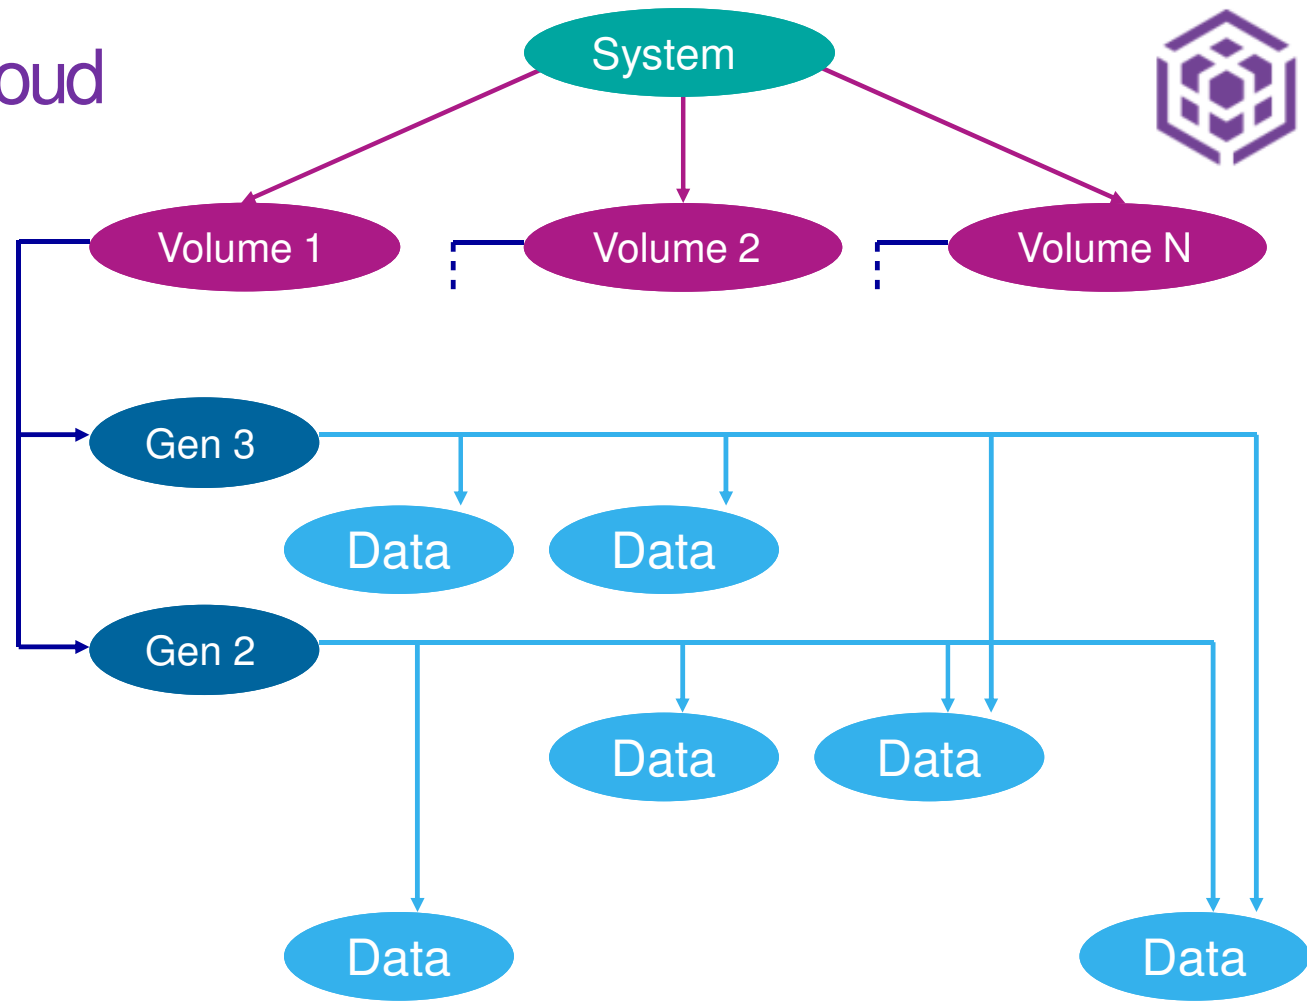 oud
System
Volume 1
Volume 2
Volume N
Gen 3
Data
Data
Gen 2
Data
Data
Data
Data